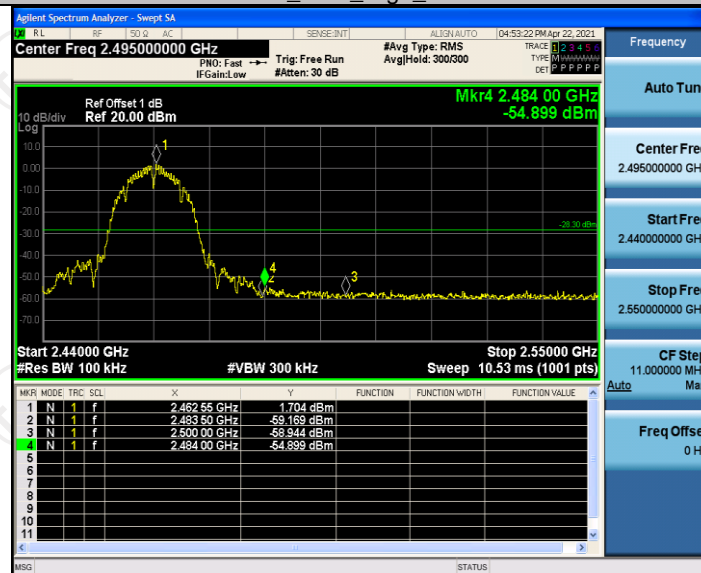 Agilent Spectrum Analyzer - Swept SA
RL RF 50 Ω AC SENSE:INT ALIGN AUTO 04:53:22 PM Apr 22, 2021
Center Freq 2.495000000 GHz
PNO: Fast
IFGain:Low
Trig: Free Run
#Atten: 30 dB
#Avg Type: RMS
Avg|Hold: 300/300
TRACE 1 2 3 4 5 6
TYPE M
DET P P P P P P
Mkr4 2.484 00 GHz
-54.899 dBm
Ref Offset 1 dB
10 dB/div Ref 20.00 dBm
Log
10.0
0.00
-10.0
-20.0
-30.0
-40.0
-50.0
-60.0
-70.0
1
-28.30 dBm
4
2
3
Start 2.44000 GHz Stop 2.55000 GHz
#Res BW 100 kHz #VBW 300 kHz Sweep 10.53 ms (1001 pts)
MKR MODE TRC SCL X Y FUNCTION FUNCTION WIDTH FUNCTION VALUE
1 N 1 f 2.462 55 GHz 1.704 dBm
2 N 1 f 2.483 50 GHz -59.169 dBm
3 N 1 f 2.500 00 GHz -58.944 dBm
4 N 1 f 2.484 00 GHz -54.899 dBm
5
6
7
8
9
10
11
MSG STATUS
Frequency
Auto Tun
Center Fre
2.495000000 GH
Start Fre
2.440000000 GH
Stop Fre
2.550000000 GH
CF Step
11.000000 MH
Auto Ma
Freq Offse
0 H